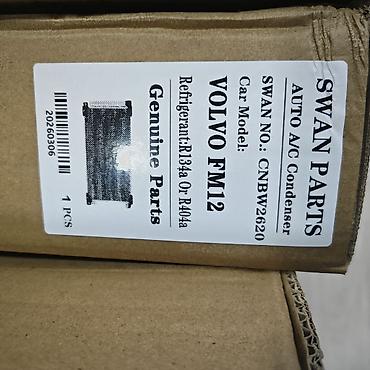 SWAN PARTS
AUTO A/C Condenser
SWAN NO.: CNBW2620
Car Model:
VOLVO FM12
Refrigerant:R134a Or R404a
Genuine Parts
20260306
1 PCS